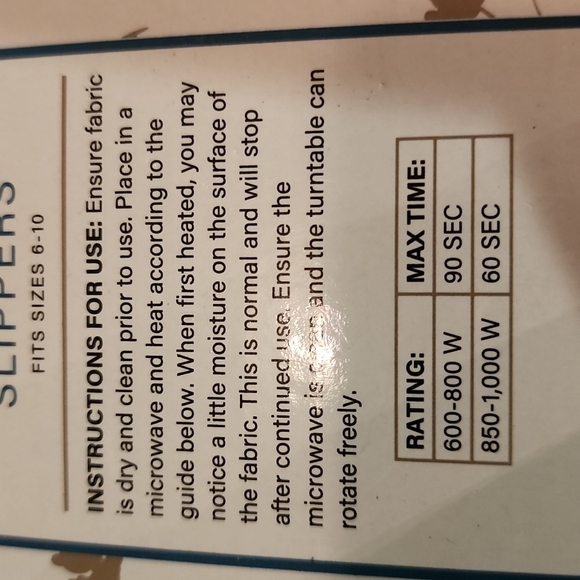 SLIPPERS
FITS SIZES 6-10
INSTRUCTIONS FOR USE: Ensure fabric
is dry and clean prior to use. Place in a
microwave and heat according to the
guide below. When first heated, you may
notice a little moisture on the surface of
the fabric. This is normal and will stop
after continued use. Ensure the
microwave is clean and the turntable can
rotate freely.
RATING: MAX TIME:
600-800 W 90 SEC
850-1,000 W 60 SEC